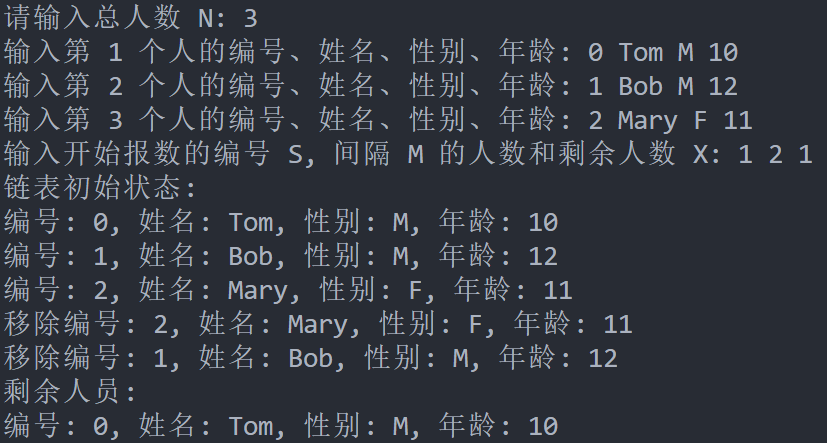 请输入总人数 N: 3
输入第 1 个人的编号、姓名、性别、年龄: 0 Tom M 10
输入第 2 个人的编号、姓名、性别、年龄: 1 Bob M 12
输入第 3 个人的编号、姓名、性别、年龄: 2 Mary F 11
输入开始报数的编号 S, 间隔 M 的人数和剩余人数 X: 1 2 1
链表初始状态:
编号: 0, 姓名: Tom, 性别: M, 年龄: 10
编号: 1, 姓名: Bob, 性别: M, 年龄: 12
编号: 2, 姓名: Mary, 性别: F, 年龄: 11
移除编号: 2, 姓名: Mary, 性别: F, 年龄: 11
移除编号: 1, 姓名: Bob, 性别: M, 年龄: 12
剩余人员:
编号: 0, 姓名: Tom, 性别: M, 年龄: 10